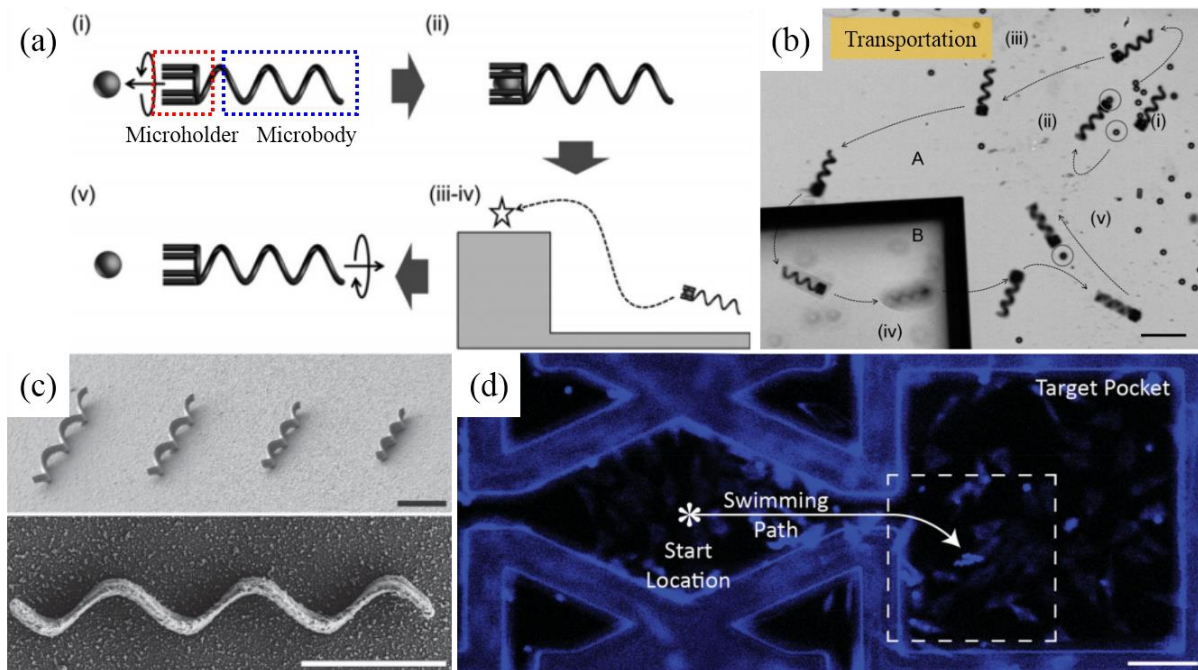 (a)
(i)
(ii)
Microholder
Microbody
(v)
(iii-iv)
(b)
Transportation
(iii)
(ii)
(i)
A
(v)
B
(iv)
(c)
(d)
Target Pocket
Swimming
Path
Start
Location